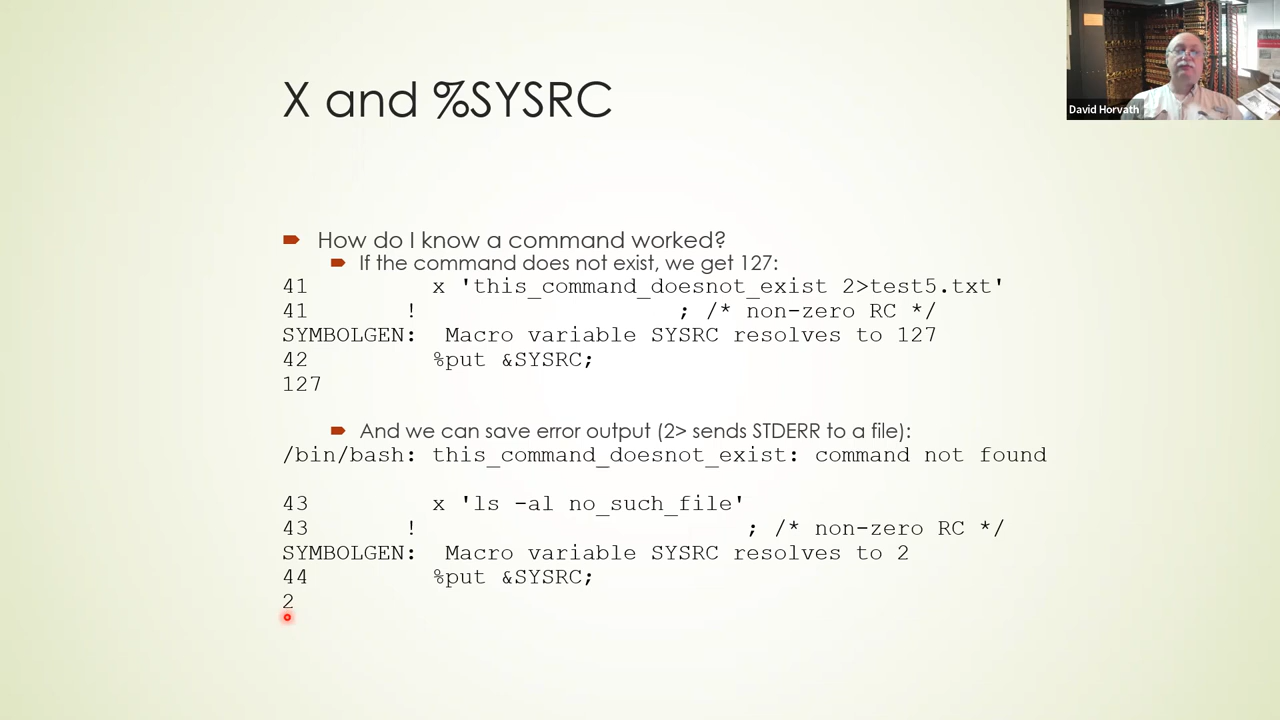 X and %SYSRC
David Horvath
How do I know a command worked?
If the command does not exist, we get 127:
41 x 'this_command_doesnot_exist 2>test5.txt'
41 ! ; /* non-zero RC */
SYMBOLGEN: Macro variable SYSRC resolves to 127
42 %put &SYSRC;
127
And we can save error output (2> sends STDERR to a file):
/bin/bash: this_command_doesnot_exist: command not found
43 x 'ls -al no_such_file'
43 ! ; /* non-zero RC */
SYMBOLGEN: Macro variable SYSRC resolves to 2
44 %put &SYSRC;
2